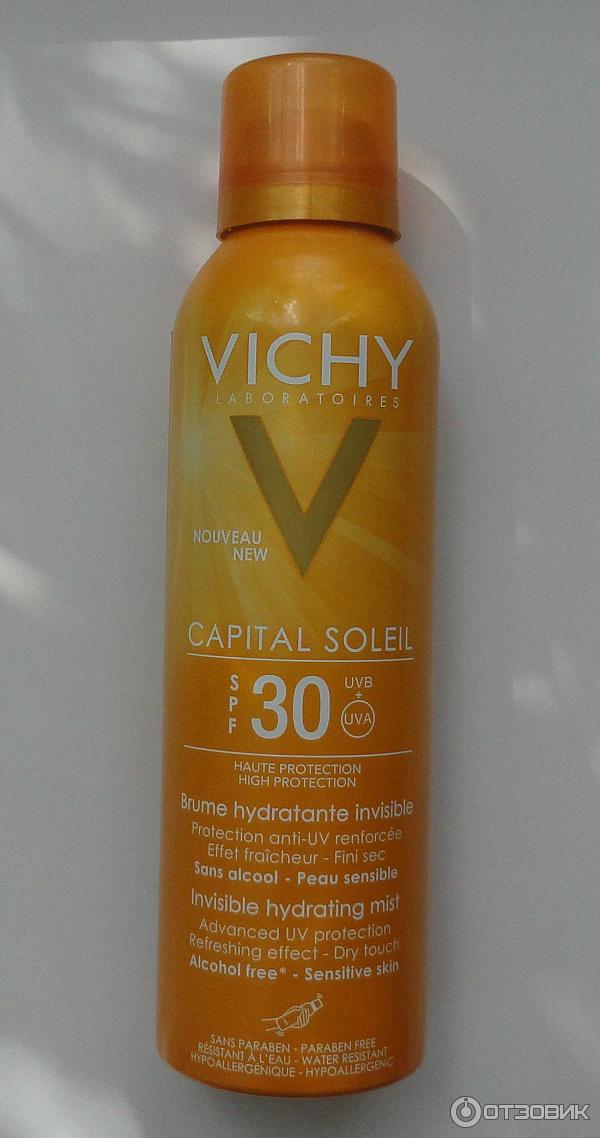 VICHY
LABORATOIRES
V
NOUVEAU
NEW
CAPITAL SOLEIL
SPF 30 UVB
+
UVA
HAUTE PROTECTION
HIGH PROTECTION
Brume hydratante invisible
Protection anti-UV renforcée
Effet fraîcheur - Fini sec
Sans alcool - Peau sensible
Invisible hydrating mist
Advanced UV protection
Refreshing effect - Dry touch
Alcohol free* - Sensitive skin
SANS PARABEN - PARABEN FREE
RÉSISTANT À L'EAU - WATER RESISTANT
HYPOALLERGÉNIQUE - HYPOALLERGENIC
ОТЗОВИК